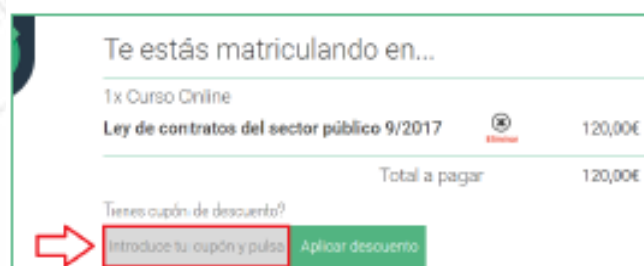 Te estás matriculando en...
1x Curso Online
Ley de contratos del sector público 9/2017 Eliminar 120,00€
Total a pagar 120,00€
Tienes cupón de descuento?
Introduce tu cupón y pulsa Aplicar descuento